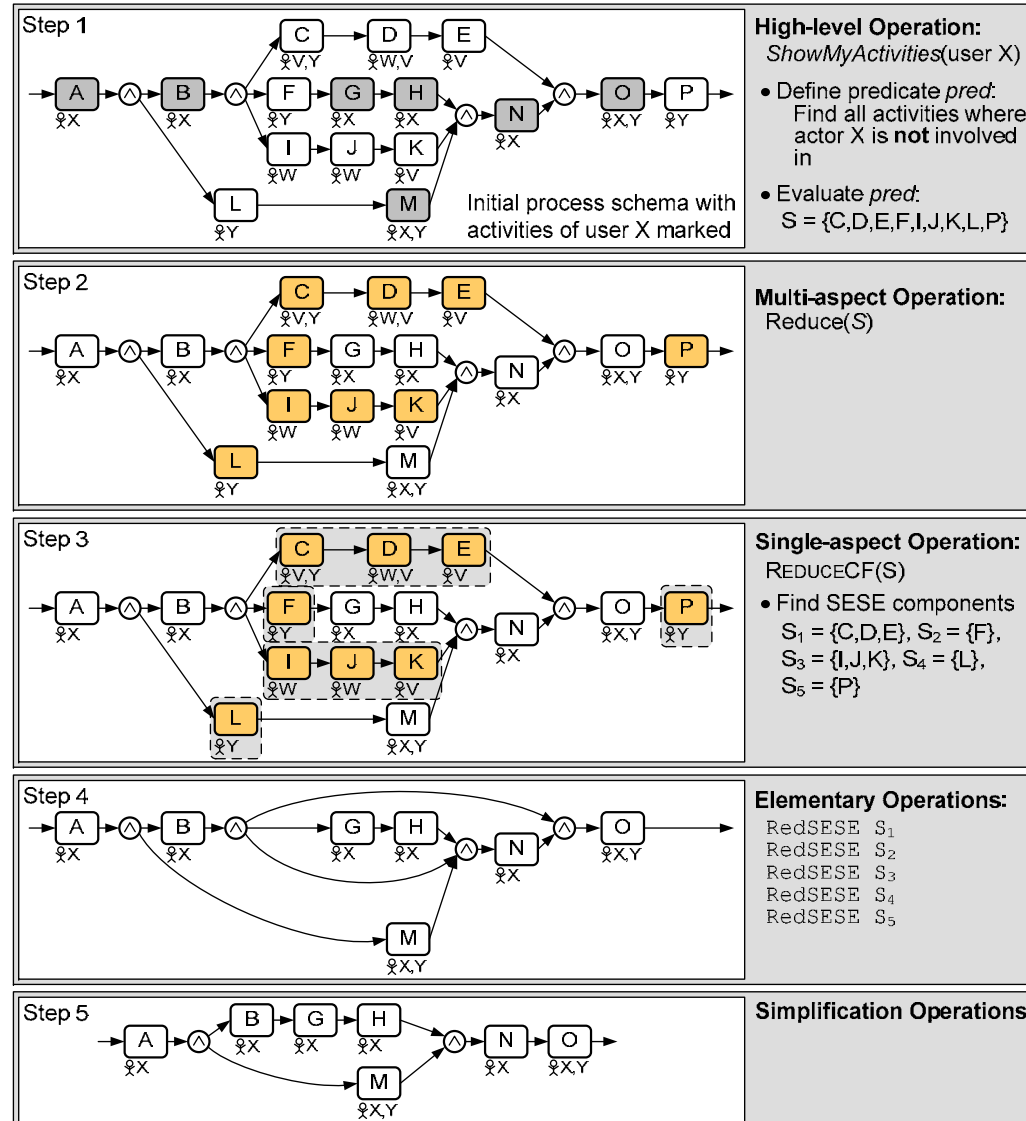 Step 1
C D E
V,Y W,V V
A ∧ B ∧ F G H ∧ N ∧ O P
X X Y X X X X,Y Y
I J K
W W V
L M
Y X,Y
Initial process schema with
activities of user X marked
High-level Operation:
ShowMyActivities(user X)
• Define predicate pred:
Find all activities where
actor X is not involved
in
• Evaluate pred:
S = {C,D,E,F,I,J,K,L,P}
Step 2
C D E
V,Y W,V V
A ∧ B ∧ F G H ∧ N ∧ O P
X X Y X X X X,Y Y
I J K
W W V
L M
Y X,Y
Multi-aspect Operation:
Reduce(S)
Step 3
C D E
V,Y W,V V
A ∧ B ∧ F G H ∧ N ∧ O P
X X Y X X X X,Y Y
I J K
W W V
L M
Y X,Y
Single-aspect Operation:
REDUCECF(S)
• Find SESE components
S1 = {C,D,E}, S2 = {F},
S3 = {I,J,K}, S4 = {L},
S5 = {P}
Step 4
A ∧ B ∧ G H ∧ N ∧ O
X X X X X X,Y
M
X,Y
Elementary Operations:
RedSESE S1
RedSESE S2
RedSESE S3
RedSESE S4
RedSESE S5
Step 5
B G H
X X X
A ∧ ∧ N O
X X X,Y
M
X,Y
Simplification Operations